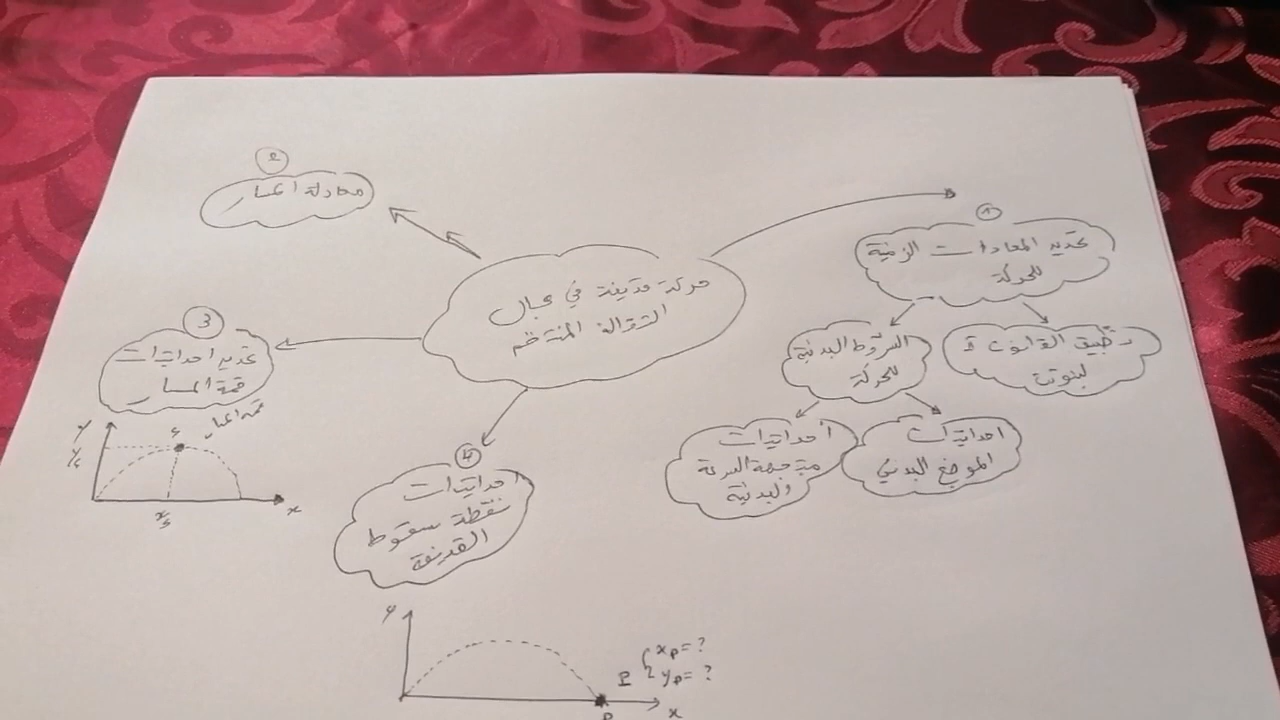 حركة قذيفة في مجال
الثقالة المنتظم
1
تحديد المعادلات الزمنية
للحركة
تطبيق القانون 2
لنيوتن
الشروط البدئية
للحركة
احداثيات
الموضع البدئي
احداثيات
متجهة السرعة
البدئية
2
معادلة المسار
3
تحديد احداثيات
قمة المسار
قمة المسار
y
yₛ
s
xₛ
x
4
احداثيات
نقطة سقوط
القذيفة
y
P
x
P
xₚ = ?
yₚ = ?